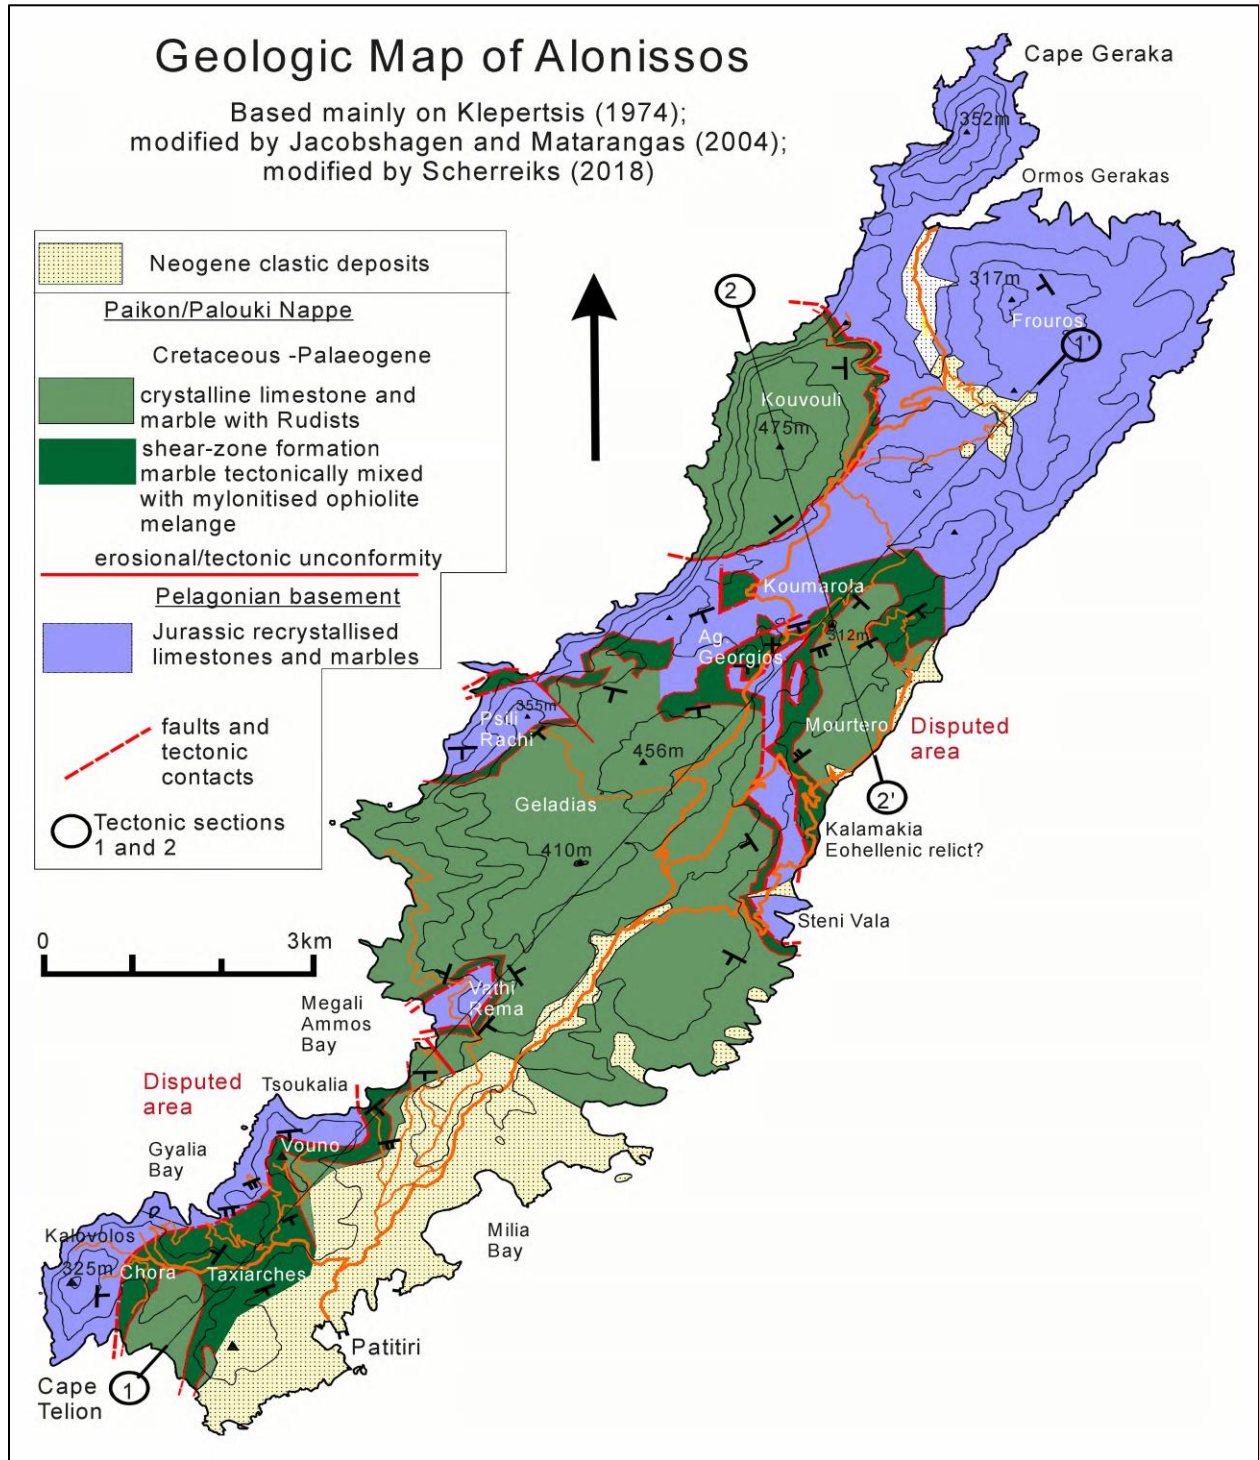 Geologic Map of Alonissos
Based mainly on Klepertsis (1974);
modified by Jacobshagen and Matarangas (2004);
modified by Scherreiks (2018)
Neogene clastic deposits
Paikon/Palouki Nappe
Cretaceous -Palaeogene
crystalline limestone and
marble with Rudists
shear-zone formation
marble tectonically mixed
with mylonitised ophiolite
melange
erosional/tectonic unconformity
Pelagonian basement
Jurassic recrystallised
limestones and marbles
faults and
tectonic
contacts
Tectonic sections
1 and 2
0 3km
Cape Geraka
352m
Ormos Gerakas
317m
Frouros
2
1'
Kouvouli
475m
Koumarola
Ag.
Georgios
312m
Psili
Rachi
355m
Mourtero
Disputed
area
456m
2'
Geladias
Kalamakia
Eohellenic relict?
410m
Steni Vala
Vathi
Rema
Megali
Ammos
Bay
Disputed
area
Tsoukalia
Gyalia
Bay
Vouno
Milia
Bay
Kalovolos
325m
Chora
Taxiarches
Patitiri
Cape
Telion
1